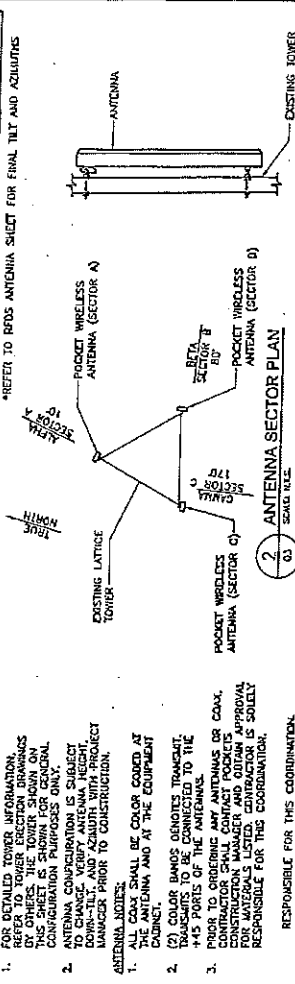 1. FOR DETAILED TOWER INFORMATION,
REFER TO TOWER ERECTION DRAWINGS
BY OTHERS. THE TOWER SHOWN ON
THIS SHEET IS SHOWN FOR GENERAL
CONFIGURATION PURPOSES ONLY.
2. ANTENNA CONFIGURATION IS SUBJECT
TO CHANGE. VERIFY ANTENNA HEIGHT,
DOWN-TILT, AND AZIMUTH WITH PROJECT
MANAGER PRIOR TO CONSTRUCTION.
ANTENNA NOTES:
1. ALL COAX SHALL BE COLOR CODED AT
THE ANTENNA AND AT THE EQUIPMENT
CABINET.
2. (2) COLOR BANDS DENOTES TRANSMIT.
TRANSMITS TO BE CONNECTED TO THE
+45 PORTS OF THE ANTENNAS.
3. PRIOR TO ORDERING ANY ANTENNAS OR COAX,
CONTRACTOR SHALL CONTACT POCKETS
CONSTRUCTION MANAGER AND OBTAIN APPROVAL
FOR MATERIALS LISTED. CONTRACTOR IS SOLELY
RESPONSIBLE FOR THIS COORDINATION.
RESPONSIBLE FOR THIS COORDINATION.
*REFER TO RFDS ANTENNA SHEET FOR FINAL TILT AND AZIMUTHS
TRUE
NORTH
ALPHA
SECTOR A
10°
POCKET WIRELESS
ANTENNA (SECTOR A)
EXISTING LATTICE
TOWER
GAMMA
SECTOR C
170°
BETA
SECTOR B
80°
POCKET WIRELESS
ANTENNA (SECTOR C)
POCKET WIRELESS
ANTENNA (SECTOR D)
ANTENNA
EXISTING TOWER
2
03
ANTENNA SECTOR PLAN
SCALE: N.T.S.